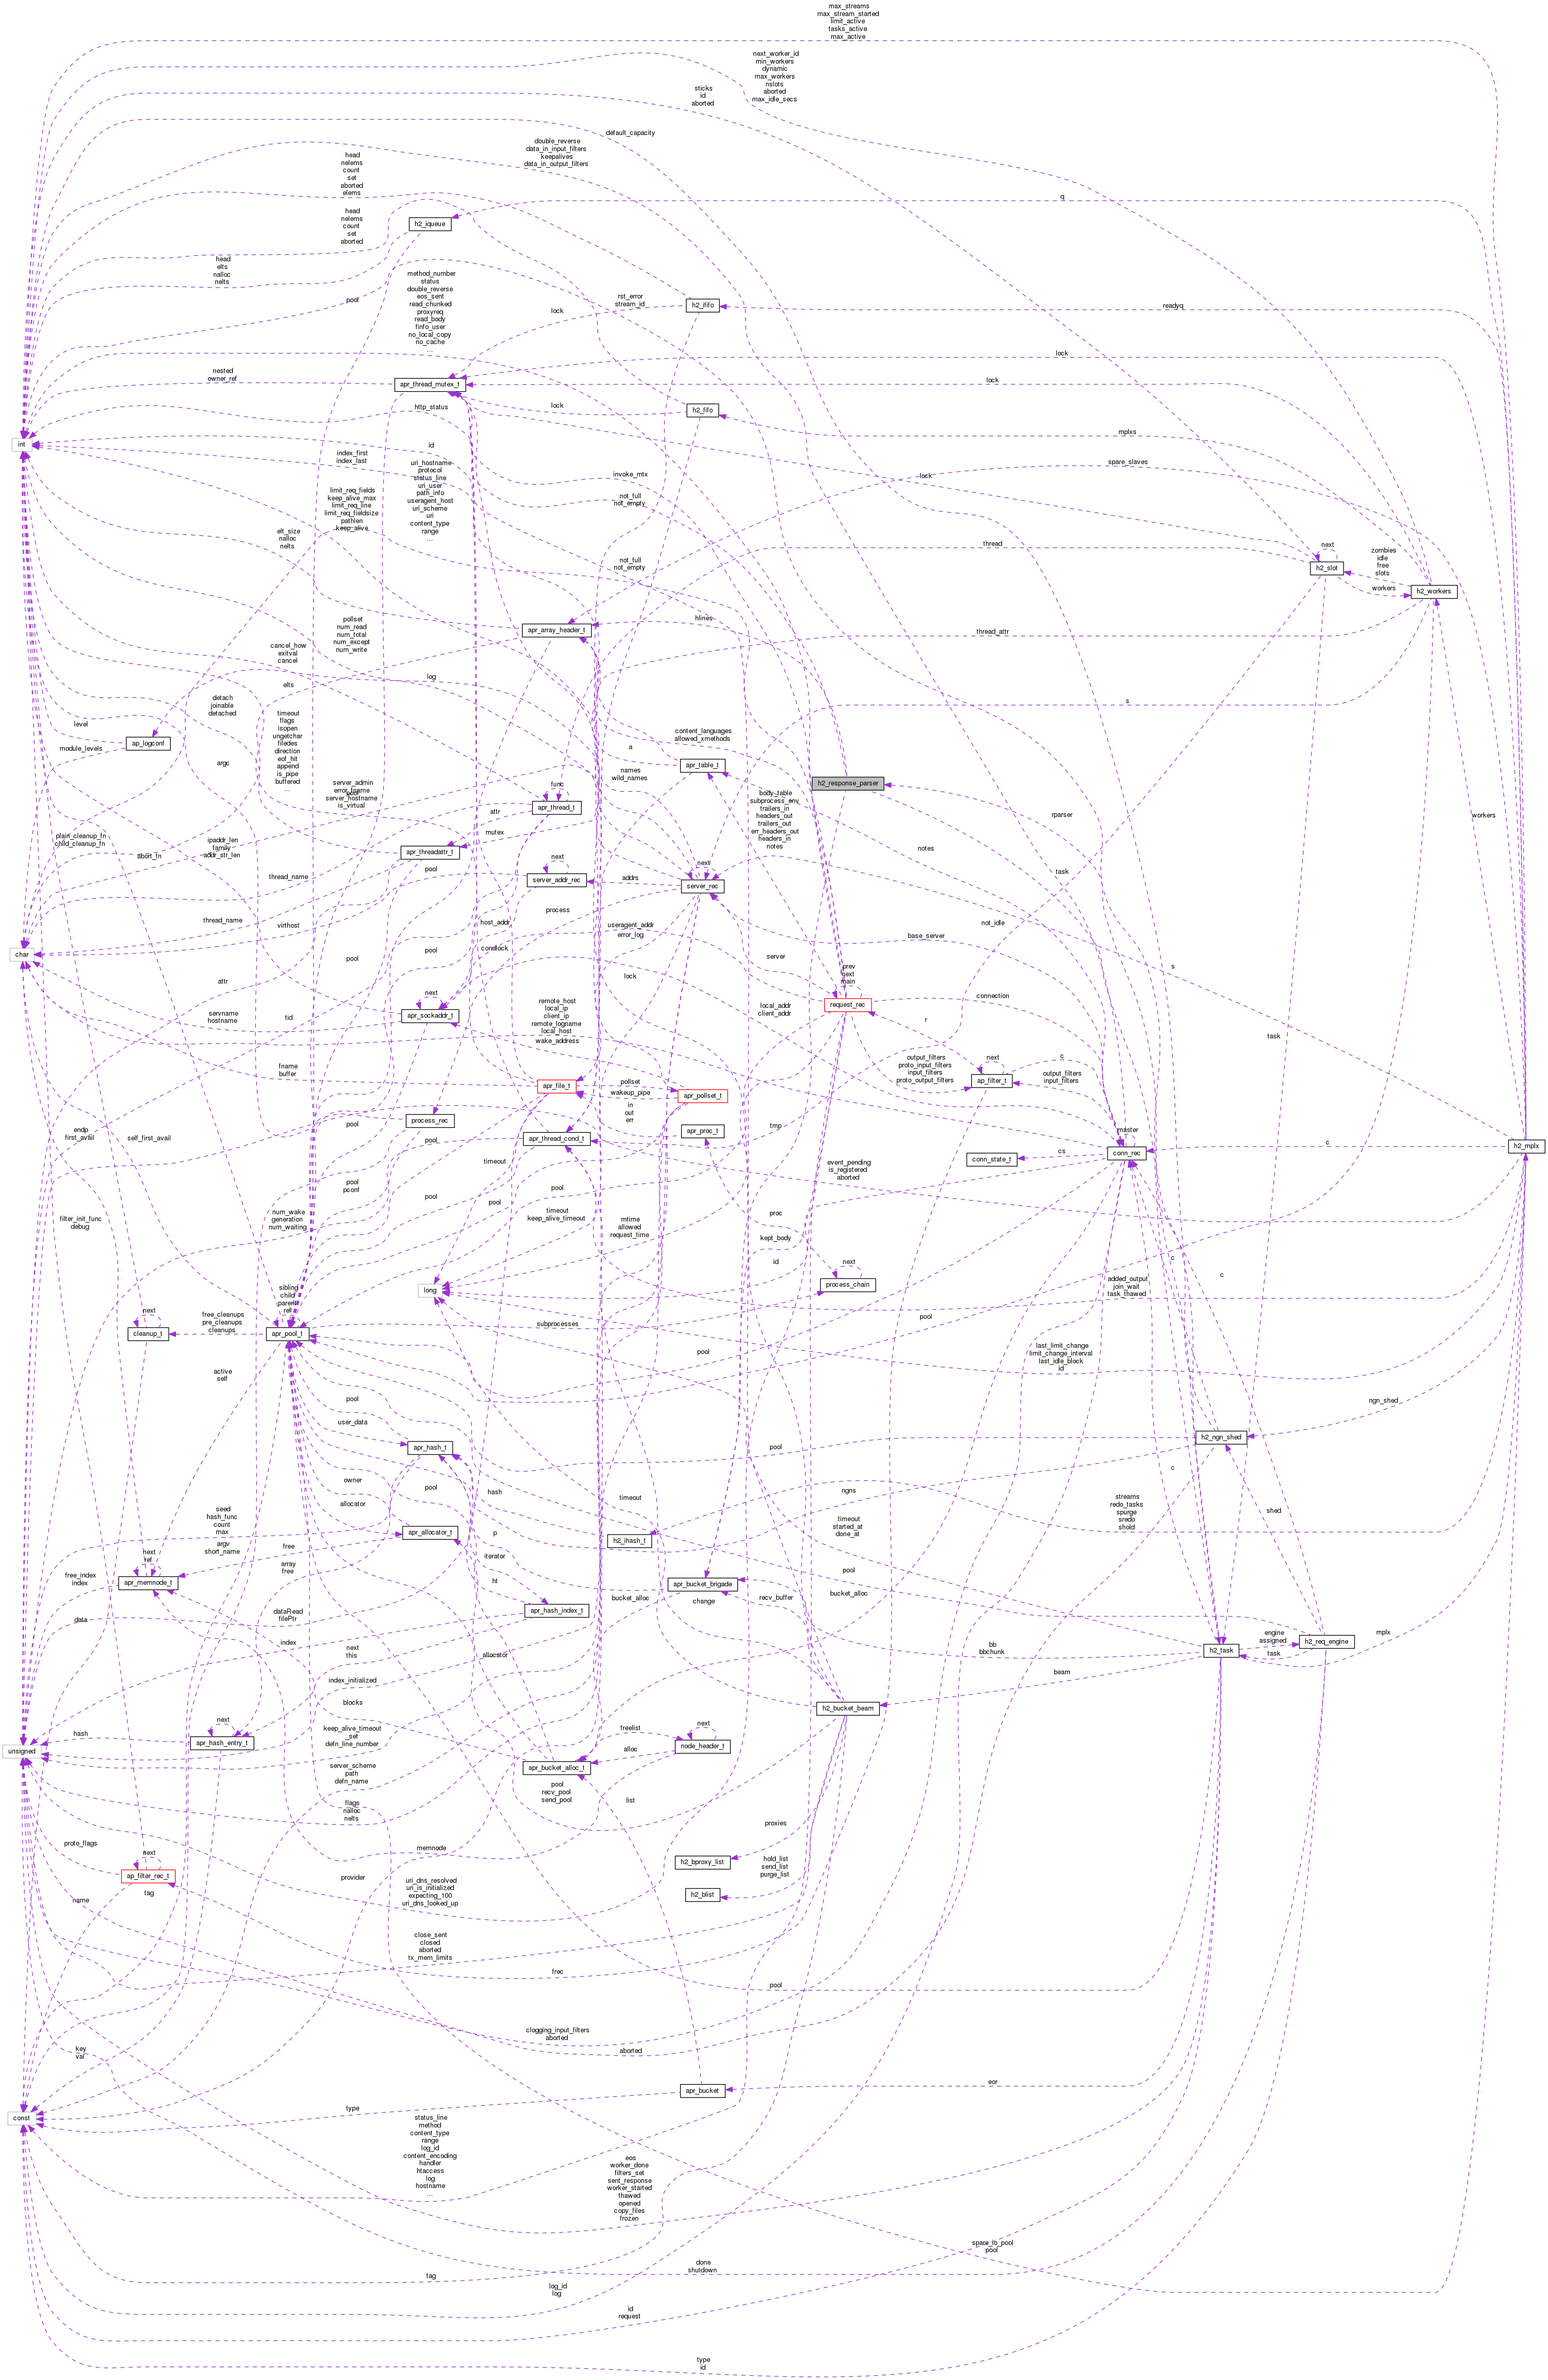 max_streams
max_stream_started
limit_active
tasks_active
max_active
next_worker_id
min_workers
dynamic
max_workers
nslots
aborted
max_idle_secs
sticks
id
aborted
default_capacity
double_reverse
data_in_input_filters
keepalives
data_in_output_filters
head
nelems
count
set
aborted
elems
q
h2_iqueue
head
nelems
count
set
aborted
head
elts
nalloc
nelts
method_number
status
double_reverse
eos_sent
read_chunked
proxyreq
read_body
finfo_user
no_local_copy
no_cache
...
pool
rst_error
stream_id
h2_ififo
readyq
lock
lock
nested
owner_ref
apr_thread_mutex_t
lock
http_status
lock
h2_fifo
mplxs
int
id
index_first
index_last
uri_hostname
protocol
status_line
uri_user
path_info
useragent_host
uri_scheme
uri
content_type
range
...
invoke_mtx
spare_slaves
lock
limit_req_fields
keep_alive_max
limit_req_line
limit_req_fieldsize
pathlen
keep_alive
not_full
not_empty
elt_size
nalloc
nelts
thread
next
h2_slot
zombies
idle
free
slots
workers
h2_workers
not_full
not_empty
pollset
num_read
num_total
num_except
num_write
apr_array_header_t
hlines
thread_attr
cancel_how
exitval
cancel
log
elts
detach
joinable
detached
s
level
ap_logconf
module_levels
timeout
flags
isopen
ungetchar
filedes
direction
eof_hit
append
is_pipe
buffered
...
argc
content_languages
allowed_xmethods
a
apr_table_t
names
wild_names
h2_response_parser
rparser
workers
server_admin
error_fname
server_hostname
is_virtual
func
apr_thread_t
attr
body_table
subprocess_env
trailers_in
headers_out
trailers_out
err_headers_out
headers_in
notes
mutex
notes
plain_cleanup_fn
child_cleanup_fn
abort_fn
ipaddr_len
family
addr_str_len
apr_threadattr_t
pool
next
server_addr_rec
addrs
next
server_rec
task
thread_name
thread_name
virthost
process
host_addr
useragent_addr
error_log
base_server
not_idle
char
condlock
pool
server
prev
next
main
request_rec
connection
s
attr
lock
next
apr_sockaddr_t
servname
hostname
tid
remote_host
local_ip
client_ip
remote_logname
local_host
wake_address
local_addr
client_addr
r
task
fname
buffer
apr_file_t
pollset
wakeup_pipe
apr_pollset_t
output_filters
proto_input_filters
input_filters
proto_output_filters
next
ap_filter_t
c
output_filters
input_filters
in
out
err
process_rec
endp
first_avail
self_first_avail
pool
pool
apr_thread_cond_t
apr_proc_t
tmp
master
conn_rec
cs
conn_state_t
c
h2_mplx
timeout
event_pending
is_registered
aborted
pool
pconf
pool
pool
pool
num_wake
generation
num_waiting
timeout
keep_alive_timeout
mtime
allowed
request_time
proc
kept_body
filter_init_func
debug
id
next
process_chain
long
sibling
child
parent
ref
c
c
added_output
join_wait
task_thawed
next
cleanup_t
free_cleanups
pre_cleanups
cleanups
apr_pool_t
subprocesses
pool
pool
last_limit_change
limit_change_interval
last_idle_block
id
active
self
pool
user_data
apr_hash_t
pool
ngn_shed
h2_ngn_shed
c
owner
pool
hash
ngns
allocator
timeout
timeout
started_at
done_at
streams
redo_tasks
spurge
sredo
shold
shed
seed
hash_func
count
max
argv
short_name
apr_allocator_t
p
h2_ihash_t
next
ref
apr_memnode_t
free
array
free
iterator
ht
pool
apr_bucket_brigade
bucket_alloc
free_index
index
data
dataRead
filePtr
apr_hash_index_t
bucket_alloc
recv_buffer
change
index
next
this
allocator
bb
bbchunk
h2_task
engine
assigned
task
h2_req_engine
mplx
index_initialized
beam
blocks
h2_bucket_beam
next
apr_hash_entry_t
hash
keep_alive_timeout
_set
defn_line_number
freelist
next
node_header_t
alloc
unsigned
apr_bucket_alloc_t
server_scheme
path
defn_name
pool
recv_pool
send_pool
list
flags
nalloc
nelts
proxies
proto_flags
next
ap_filter_rec_t
memnode
provider
h2_bproxy_list
hold_list
send_list
purge_list
h2_blist
tag
name
uri_dns_resolved
uri_is_initialized
expecting_100
uri_dns_looked_up
close_sent
closed
aborted
tx_mem_limits
frec
pool
clogging_input_filters
aborted
aborted
key
val
eor
apr_bucket
type
const
status_line
method
content_type
range
log_id
content_encoding
handler
htaccess
log
hostname
...
eos
worker_done
filters_set
sent_response
worker_started
thawed
opened
copy_files
frozen
tag
done
shutdown
pool
log_id
log
id
request
type
id